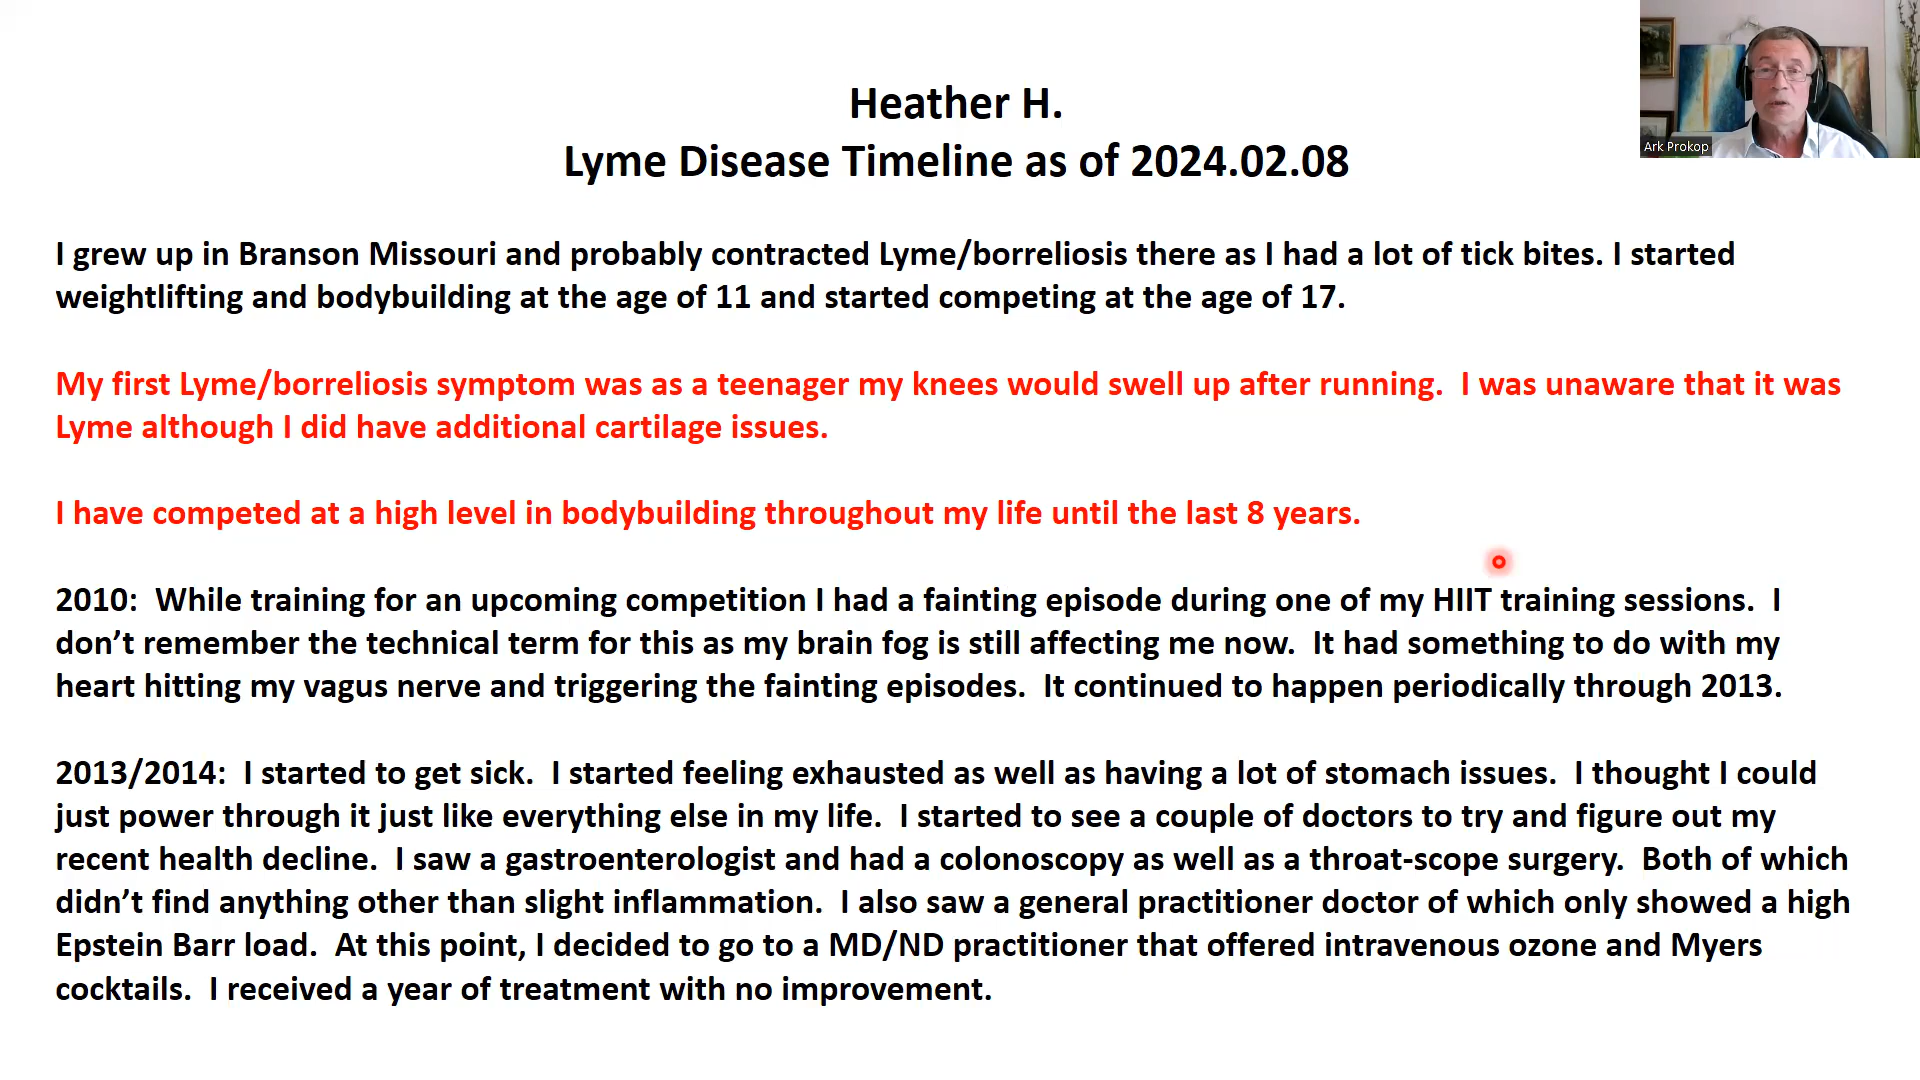 Heather H.
Lyme Disease Timeline as of 2024.02.08
Ark Prokop
I grew up in Branson Missouri and probably contracted Lyme/borreliosis there as I had a lot of tick bites. I started
weightlifting and bodybuilding at the age of 11 and started competing at the age of 17.
My first Lyme/borreliosis symptom was as a teenager my knees would swell up after running.  I was unaware that it was
Lyme although I did have additional cartilage issues.
I have competed at a high level in bodybuilding throughout my life until the last 8 years.
2010:  While training for an upcoming competition I had a fainting episode during one of my HIIT training sessions.  I
don’t remember the technical term for this as my brain fog is still affecting me now.  It had something to do with my
heart hitting my vagus nerve and triggering the fainting episodes.  It continued to happen periodically through 2013.
2013/2014:  I started to get sick.  I started feeling exhausted as well as having a lot of stomach issues.  I thought I could
just power through it just like everything else in my life.  I started to see a couple of doctors to try and figure out my
recent health decline.  I saw a gastroenterologist and had a colonoscopy as well as a throat-scope surgery.  Both of which
didn’t find anything other than slight inflammation.  I also saw a general practitioner doctor of which only showed a high
Epstein Barr load.  At this point, I decided to go to a MD/ND practitioner that offered intravenous ozone and Myers
cocktails.  I received a year of treatment with no improvement.